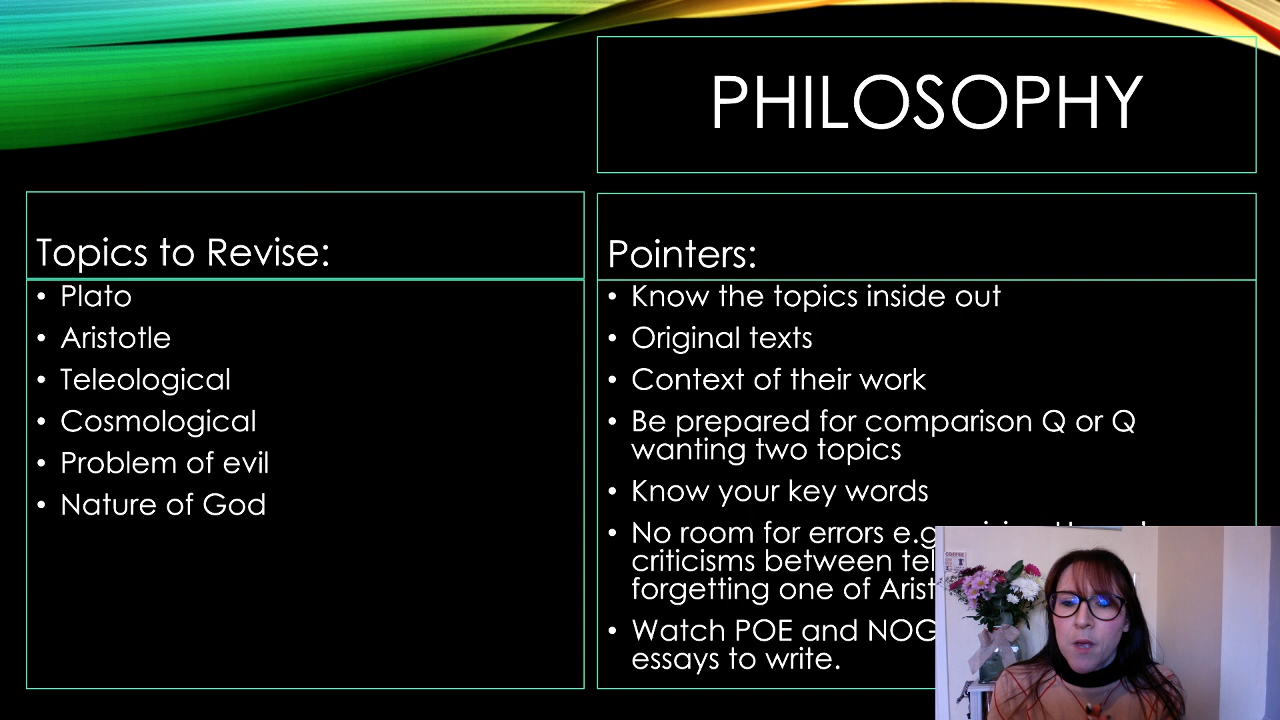 PHILOSOPHY
Topics to Revise:
• Plato
• Aristotle
• Teleological
• Cosmological
• Problem of evil
• Nature of God
Pointers:
• Know the topics inside out
• Original texts
• Context of their work
• Be prepared for comparison Q or Q
wanting two topics
• Know your key words
• No room for errors
criticisms between
forgetting one of
• Watch POE and NOG
essays to write.
COFFEE